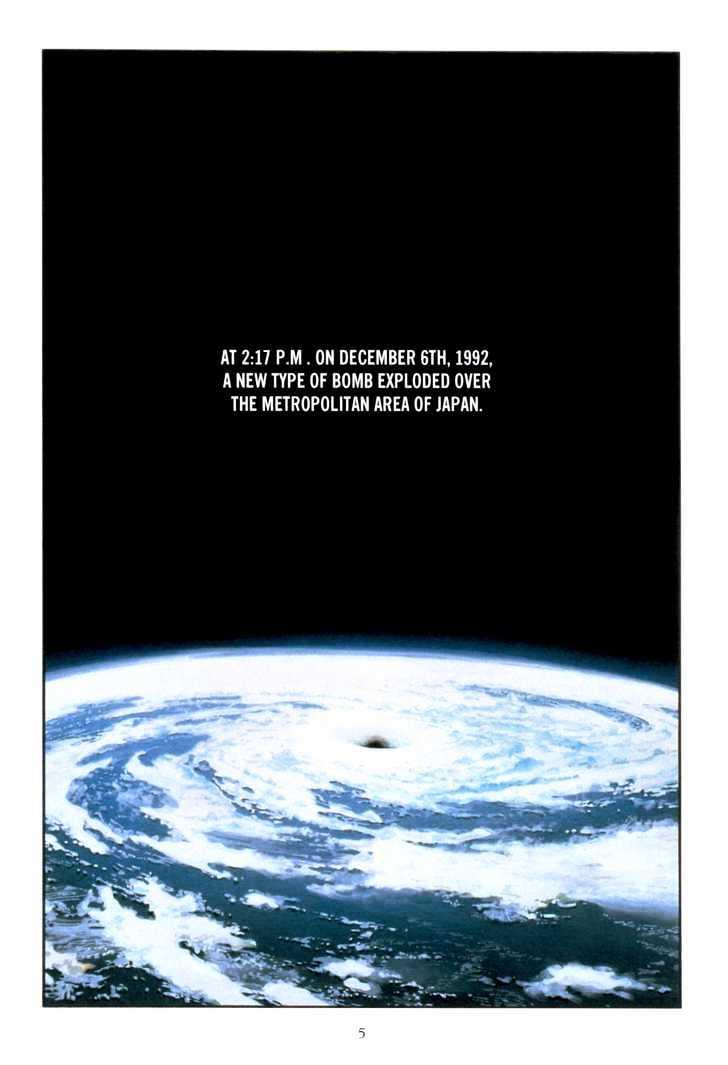 AT 2:17 P.M . ON DECEMBER 6TH, 1992,
A NEW TYPE OF BOMB EXPLODED OVER
THE METROPOLITAN AREA OF JAPAN.
5